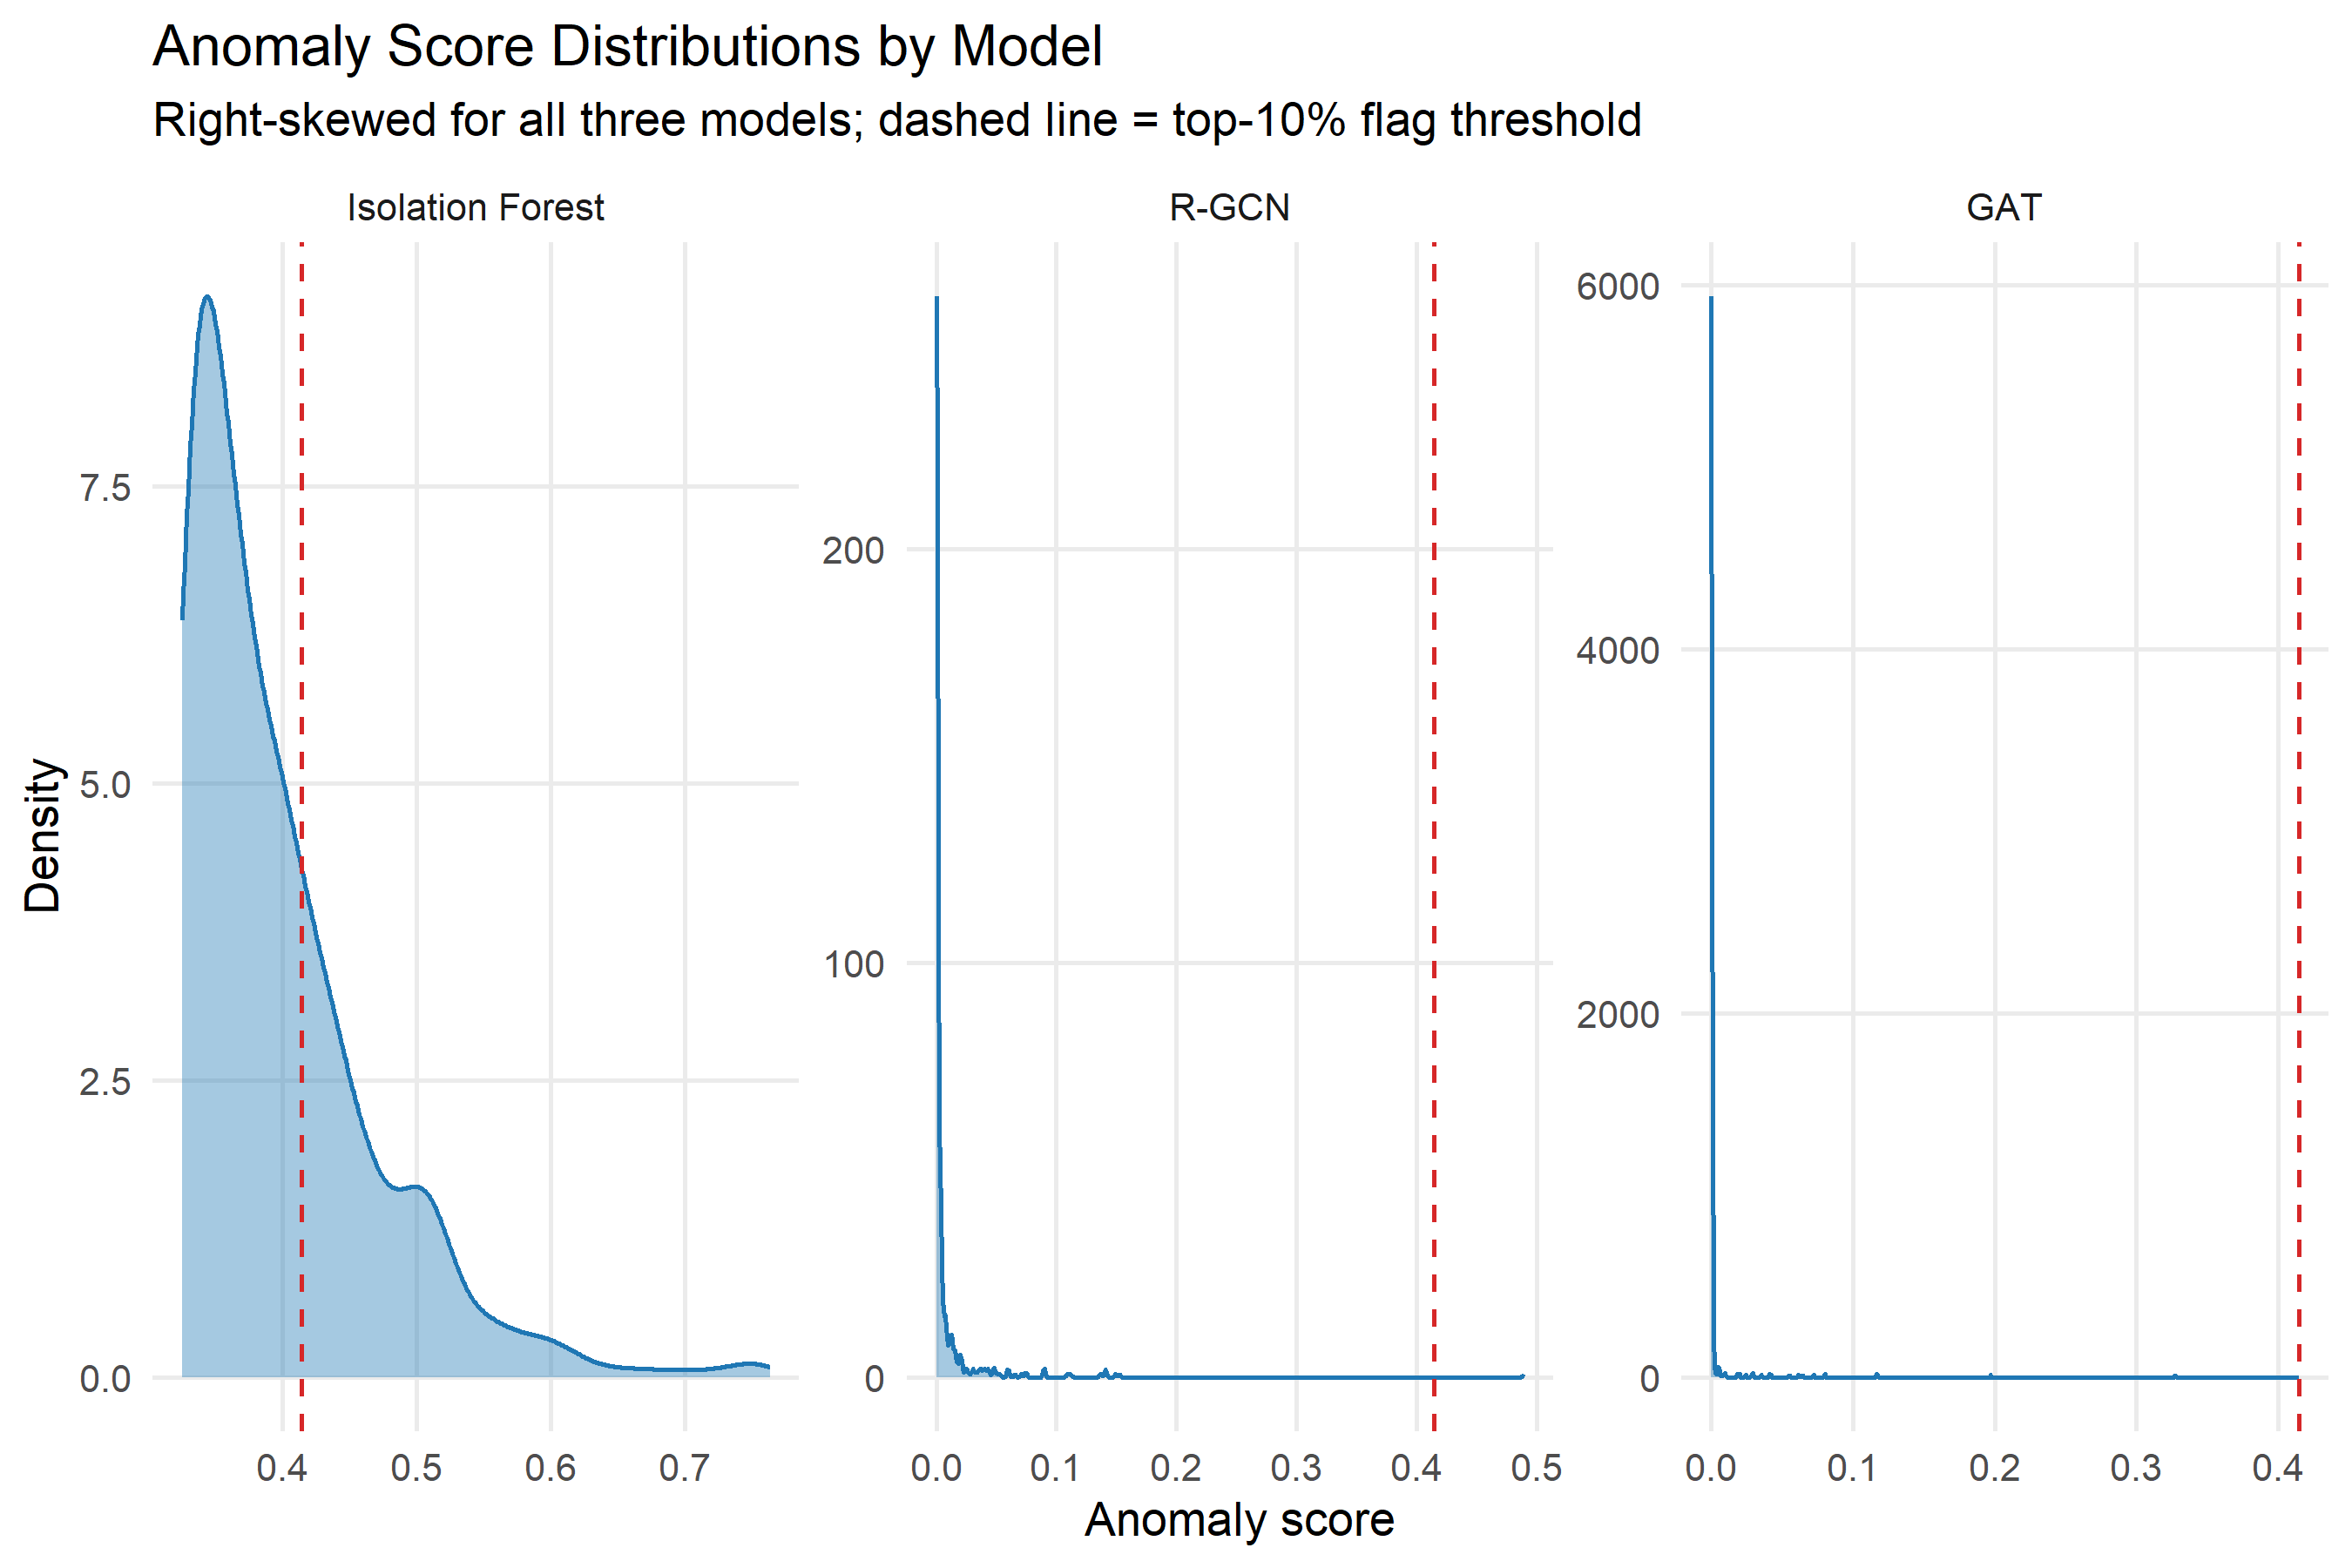 Anomaly Score Distributions by Model
Right-skewed for all three models; dashed line = top-10% flag threshold
Isolation Forest
R-GCN
GAT
Density
7.5
5.0
2.5
0.0
200
100
0
6000
4000
2000
0
0.4 0.5 0.6 0.7
0.0 0.1 0.2 0.3 0.4 0.5
0.0 0.1 0.2 0.3 0.4
Anomaly score